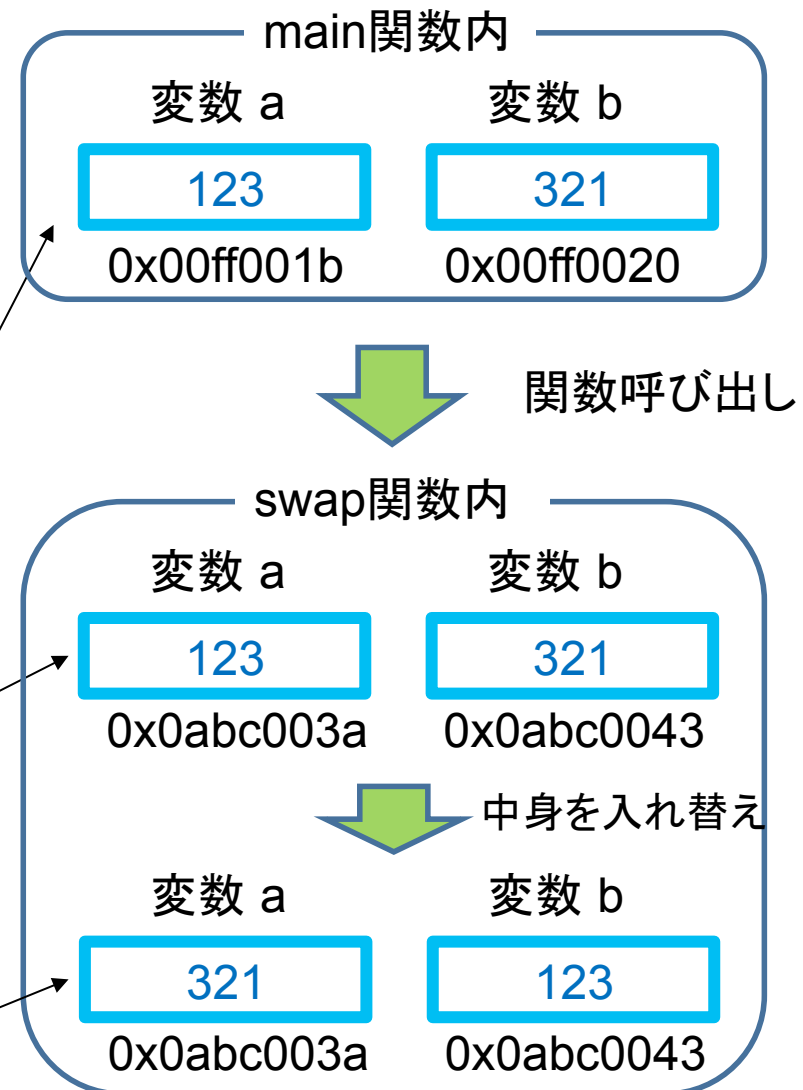 main関数内
変数 a 変数 b
123 321
0x00ff001b 0x00ff0020
関数呼び出し
swap関数内
変数 a 変数 b
123 321
0x0abc003a 0x0abc0043
中身を入れ替え
変数 a 変数 b
321 123
0x0abc003a 0x0abc0043